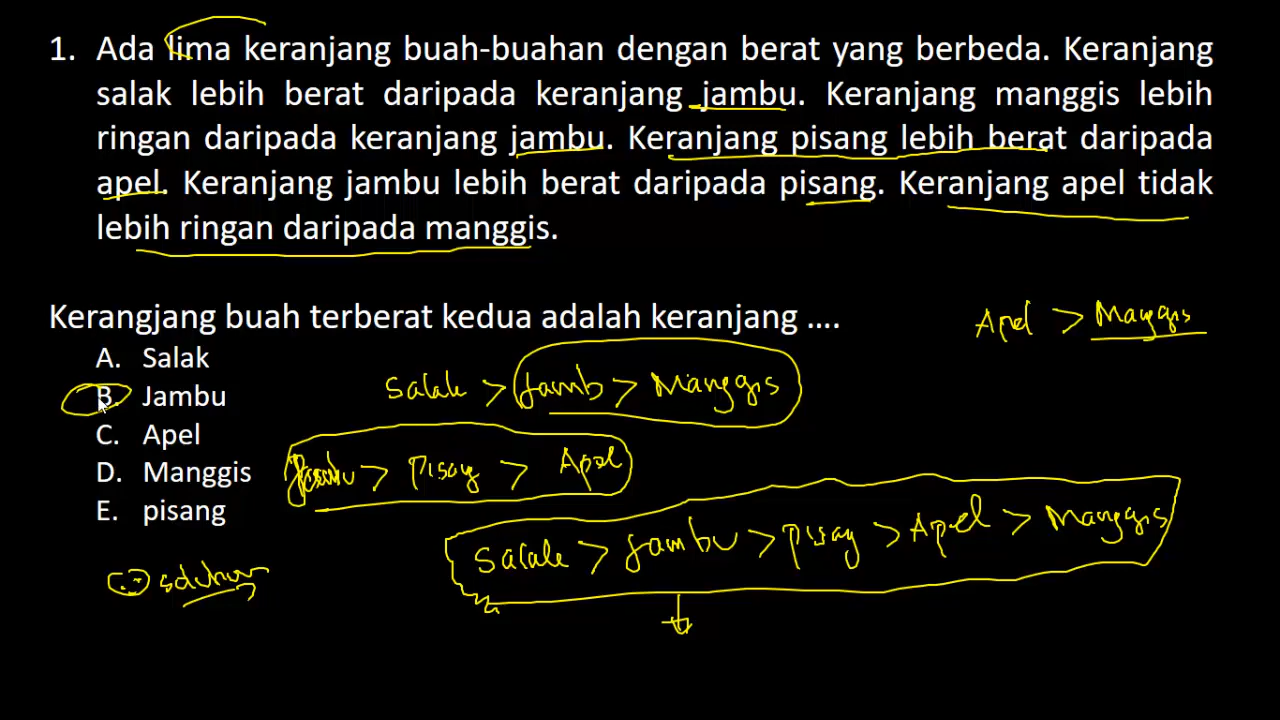 1. Ada lima keranjang buah-buahan dengan berat yang berbeda. Keranjang
salak lebih berat daripada keranjang jambu. Keranjang manggis lebih
ringan daripada keranjang jambu. Keranjang pisang lebih berat daripada
apel. Keranjang jambu lebih berat daripada pisang. Keranjang apel tidak
lebih ringan daripada manggis.
Kerangjang buah terberat kedua adalah keranjang ....
Apel > Manggis
A. Salak
B. Jambu
C. Apel
D. Manggis
E. pisang
Salak > Jamb > Manggis
Jambu > Pisang > Apel
Salak > Jambu > Pisang > Apel > Manggis